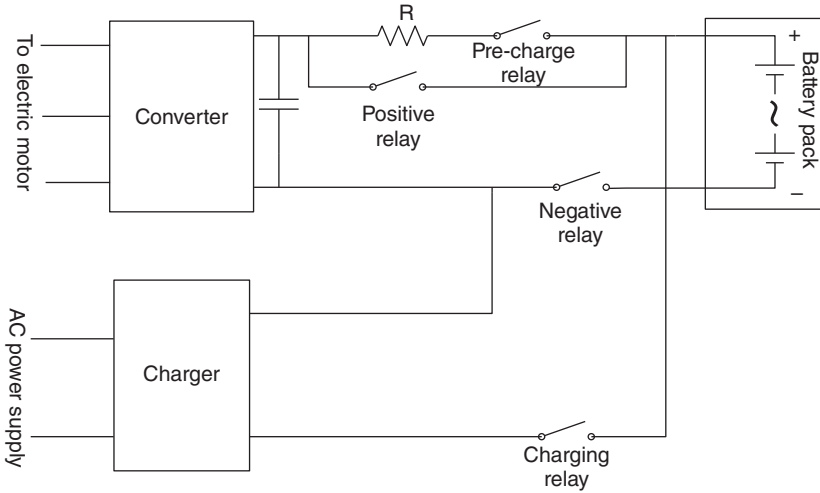 R
Pre-charge
relay
To electric motor
Converter
Positive
relay
+
Battery pack
–
Negative
relay
AC power supply
Charger
Charging
relay